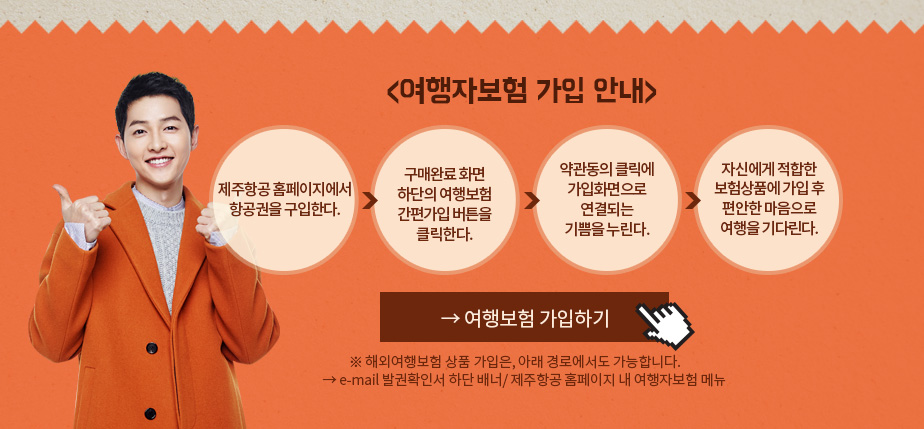 <여행자보험 가입 안내>
제주항공 홈페이지에서
항공권을 구입한다.
구매완료 화면
하단의 여행보험
간편가입 버튼을
클릭한다.
약관동의 클릭에
가입화면으로
연결되는
기쁨을 누린다.
자신에게 적합한
보험상품에 가입 후
편안한 마음으로
여행을 기다린다.
→ 여행보험 가입하기
※ 해외여행보험 상품 가입은, 아래 경로에서도 가능합니다.
→ e-mail 발권확인서 하단 배너/ 제주항공 홈페이지 내 여행자보험 메뉴